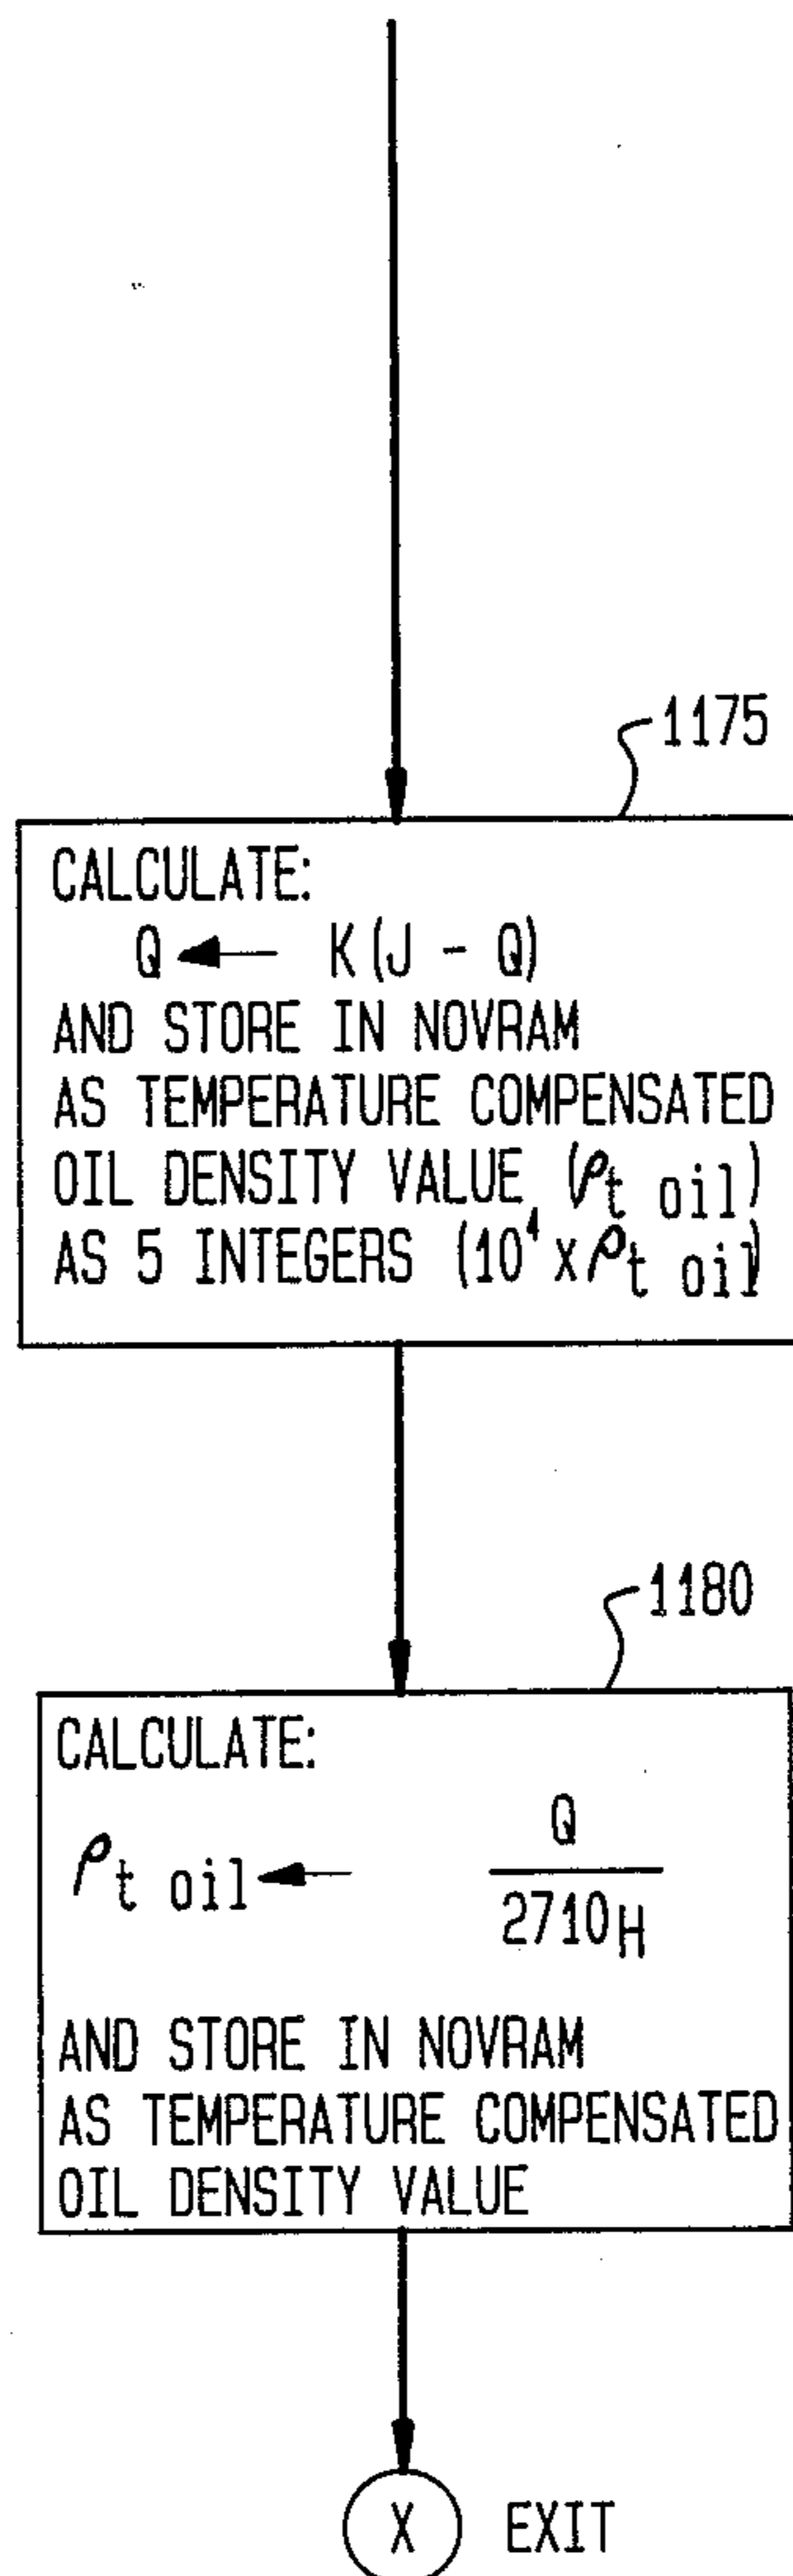 1175
CALCULATE:
Q ← K(J - Q)
AND STORE IN NOVRAM
AS TEMPERATURE COMPENSATED
OIL DENSITY VALUE (ρt oil)
AS 5 INTEGERS (10⁴ x ρt oil)
1180
CALCULATE:
ρt oil ← Q
2710H
AND STORE IN NOVRAM
AS TEMPERATURE COMPENSATED
OIL DENSITY VALUE
X EXIT